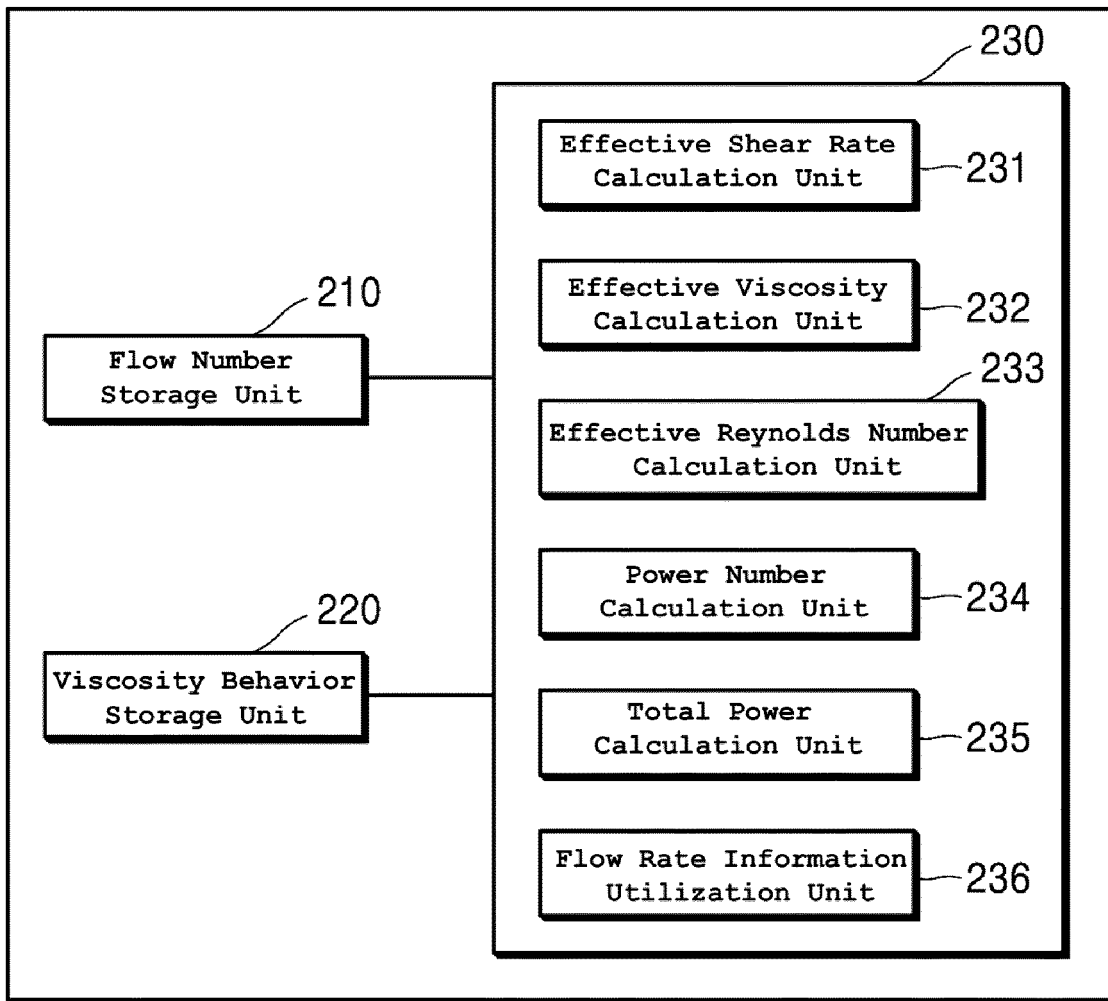 230
Effective Shear Rate
Calculation Unit
231
Effective Viscosity
Calculation Unit
232
210
Flow Number
Storage Unit
233
Effective Reynolds Number
Calculation Unit
Power Number
Calculation Unit
234
220
Viscosity Behavior
Storage Unit
Total Power
Calculation Unit
235
Flow Rate Information
Utilization Unit
236